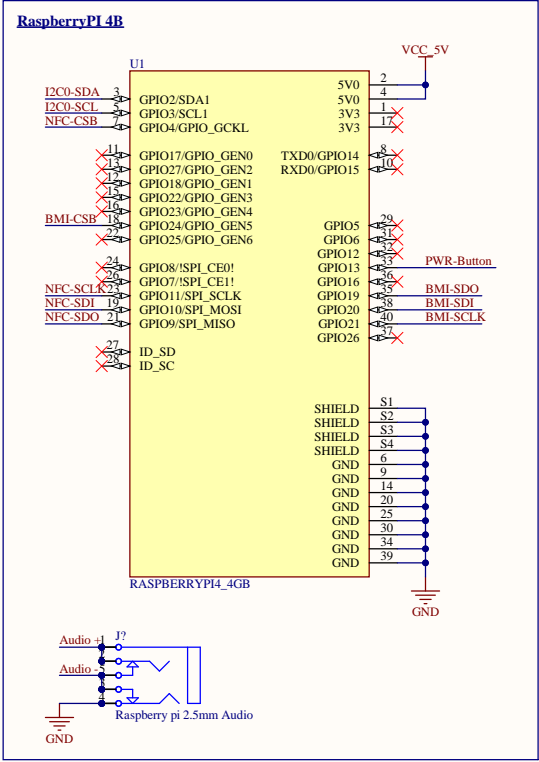 RaspberryPI 4B
U1
VCC_5V
I2C0-SDA 3 GPIO2/SDA1
I2C0-SCL 5 GPIO3/SCL1
NFC-CSB 7 GPIO4/GPIO_GCKL
11 GPIO17/GPIO_GEN0
13 GPIO27/GPIO_GEN2
12 GPIO18/GPIO_GEN1
15 GPIO22/GPIO_GEN3
16 GPIO23/GPIO_GEN4
BMI-CSB 18 GPIO24/GPIO_GEN5
22 GPIO25/GPIO_GEN6
24 GPIO8/!SPI_CE0!
26 GPIO7/!SPI_CE1!
NFC-SCLK 23 GPIO11/SPI_SCLK
NFC-SDI 19 GPIO10/SPI_MOSI
NFC-SDO 21 GPIO9/SPI_MISO
27 ID_SD
28 ID_SC
5V0 2
5V0 4
3V3 1
3V3 17
TXD0/GPIO14 8
RXD0/GPIO15 10
GPIO5 29
GPIO6 31
GPIO12 32
GPIO13 33 PWR-Button
GPIO16 36
GPIO19 35 BMI-SDO
GPIO20 38 BMI-SDI
GPIO21 40 BMI-SCLK
GPIO26 37
SHIELD S1
SHIELD S2
SHIELD S3
SHIELD S4
GND 6
GND 9
GND 14
GND 20
GND 25
GND 30
GND 34
GND 39
RASPBERRYPI4_4GB
GND
J?
Audio + 1
2
Audio - 5
3
4
Raspberry pi 2.5mm Audio
GND